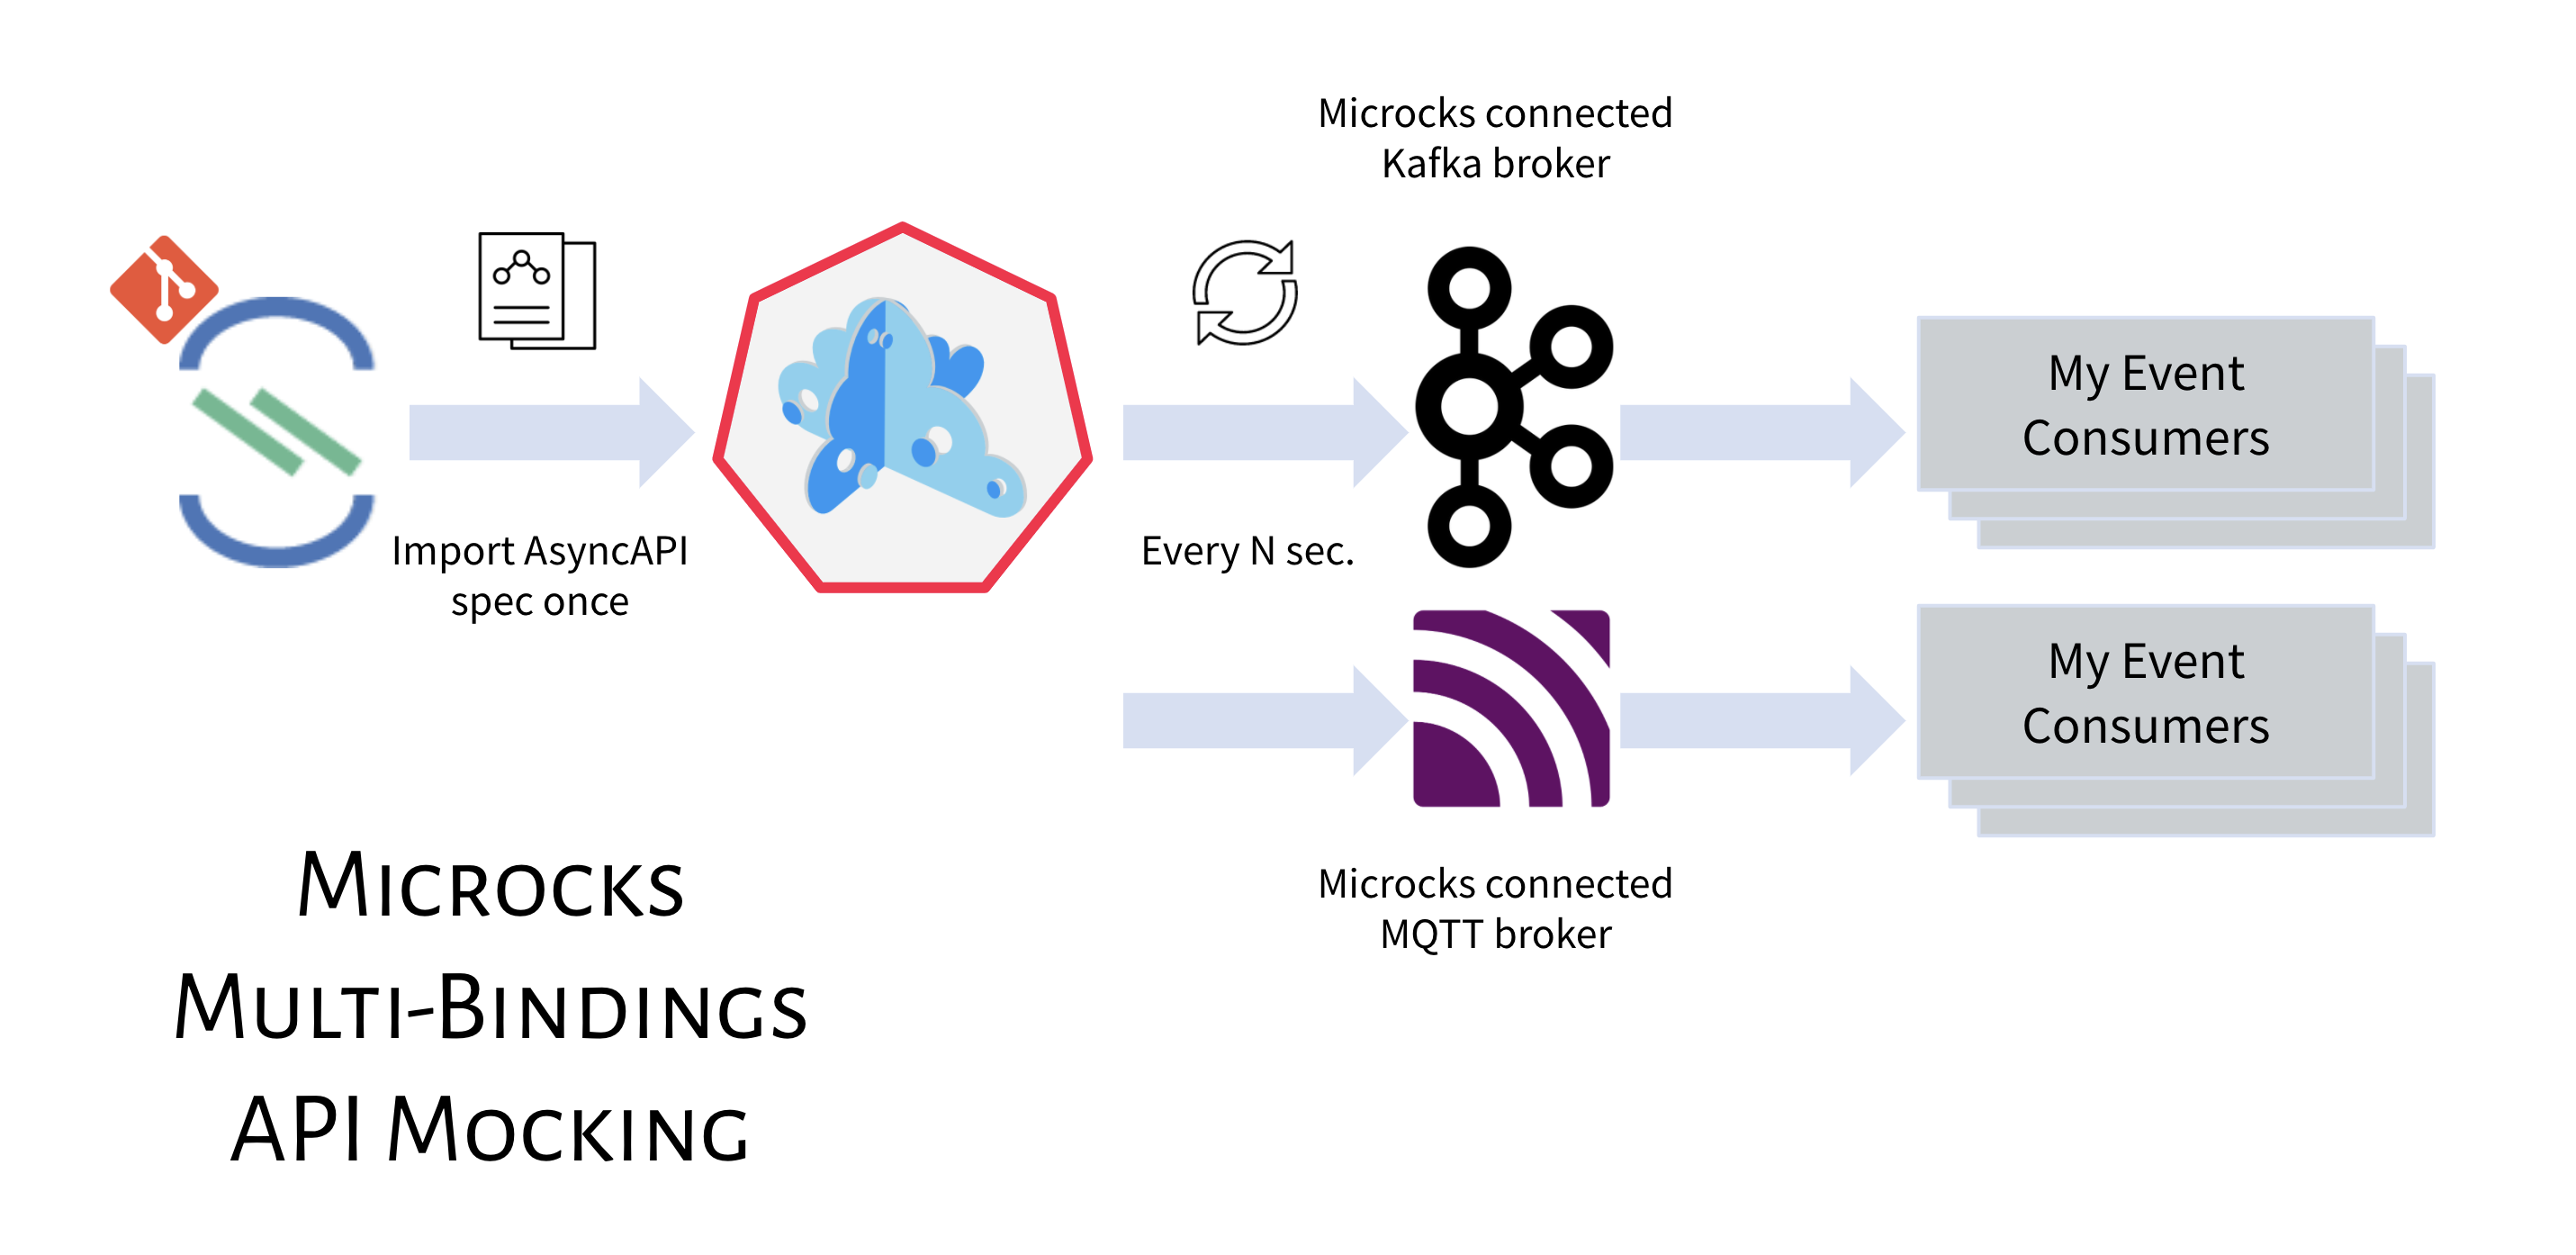 Microcks connected
Kafka broker
Import AsyncAPI
spec once
Every N sec.
My Event
Consumers
My Event
Consumers
Microcks connected
MQTT broker
Microcks
Multi-Bindings
API Mocking